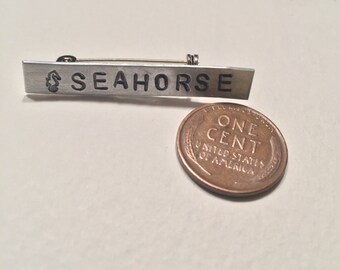 SEAHORSE
ONE
CENT
UNITED STATES
OF AMERICA